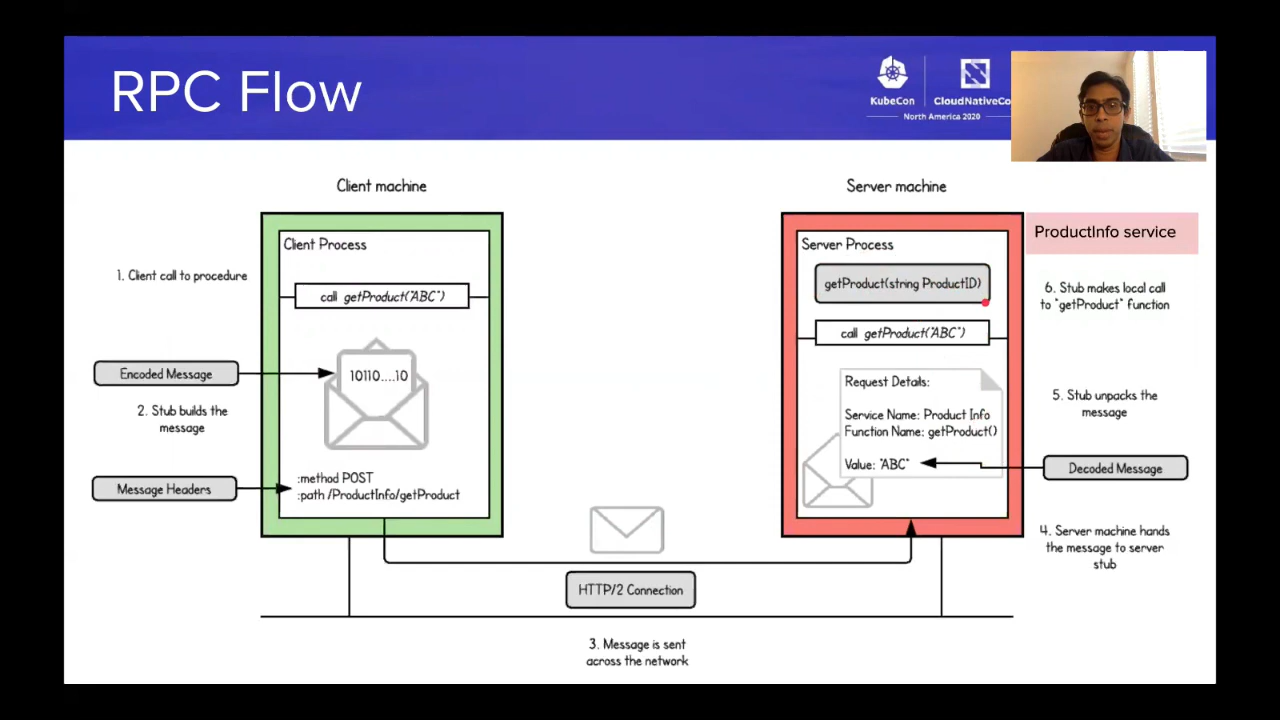 RPC Flow
KubeCon
CloudNativeCo
North America 2020
Client machine
Server machine
ProductInfo service
Client Process
1. Client call to procedure
call getProduct("ABC")
Encoded Message
10110....10
2. Stub builds the
message
Message Headers
:method POST
:path /ProductInfo/getProduct
HTTP/2 Connection
3. Message is sent
across the network
Server Process
getProduct(string ProductID)
call getProduct("ABC")
Request Details:
Service Name: Product Info
Function Name: getProduct()
Value: "ABC"
6. Stub makes local call
to "getProduct" function
5. Stub unpacks the
message
Decoded Message
4. Server machine hands
the message to server
stub